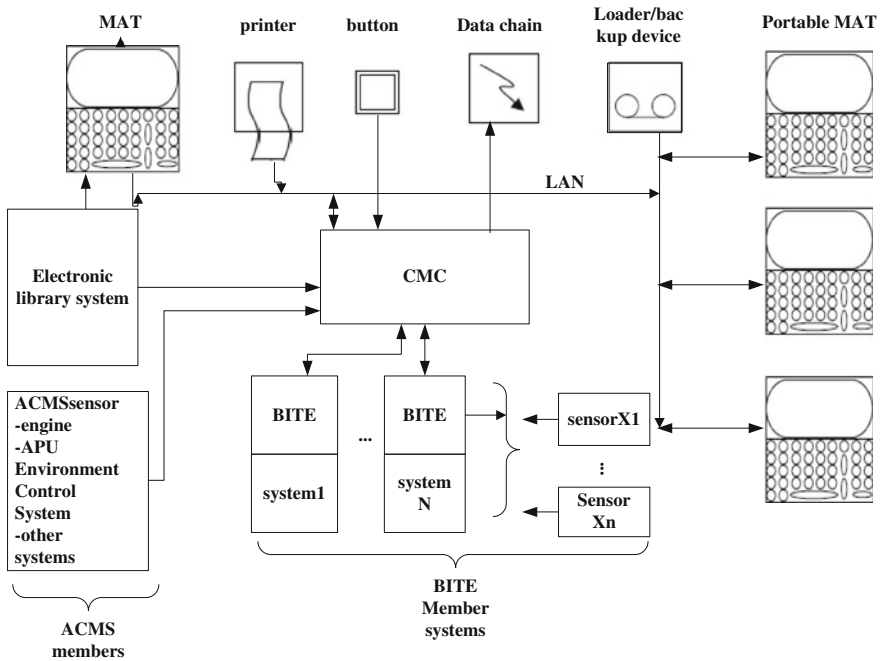 MAT
printer
button
Data chain
Loader/bac
kup device
Portable MAT
LAN
Electronic
library system
CMC
ACMSsensor
-engine
-APU
Environment
Control
System
-other
systems
BITE
system1
...
BITE
system
N
sensorX1
...
Sensor
Xn
ACMS
members
BITE
Member
systems